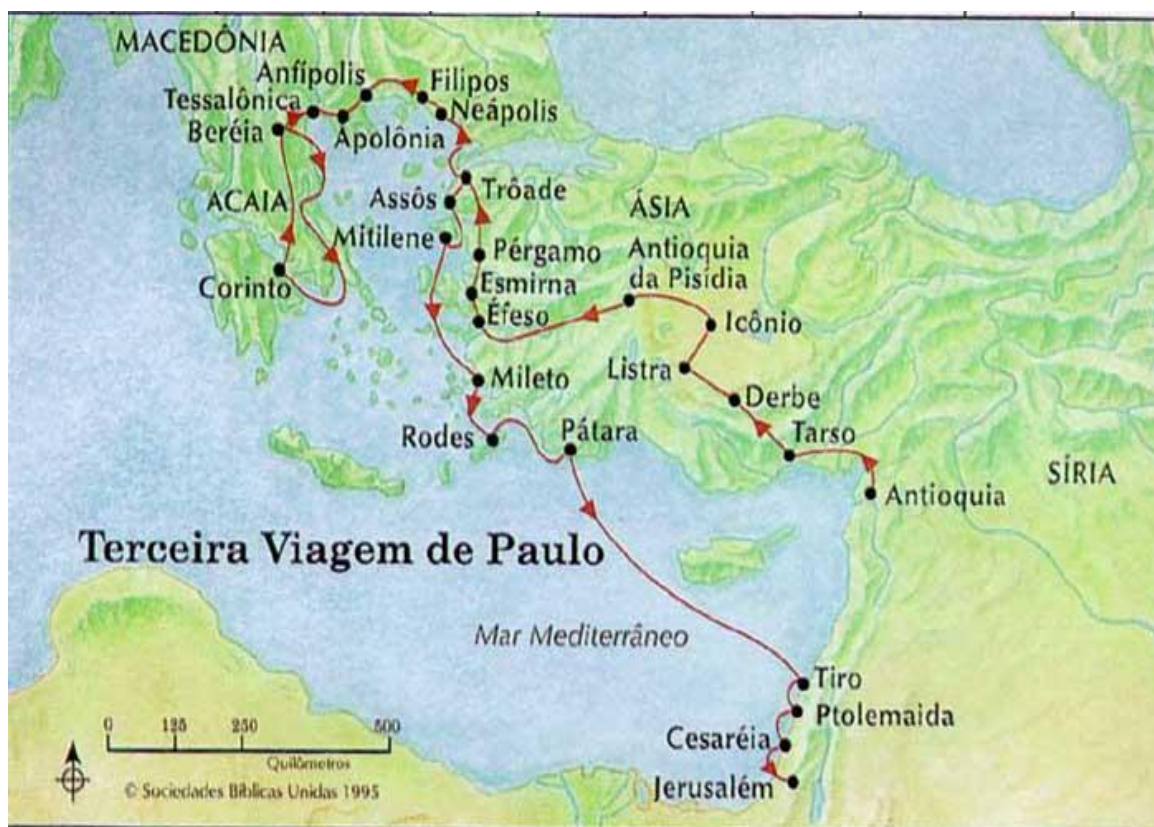 MACEDÔNIA
Anfípolis
Filipos
Tessalônica
Neápolis
Beréia
Apolônia
Trôade
ACAIA
Assôs
ÁSIA
Mitilene
Pérgamo
Antioquia
da Pisídia
Corinto
Esmirna
Éfeso
Icônio
Listra
Mileto
Derbe
Rodes
Pátara
Tarso
SÍRIA
Antioquia
Terceira Viagem de Paulo
Mar Mediterrâneo
Tiro
Ptolemaida
Cesaréia
Jerusalém
0 125 250 500
Quilômetros
© Sociedades Bíblicas Unidas 1995